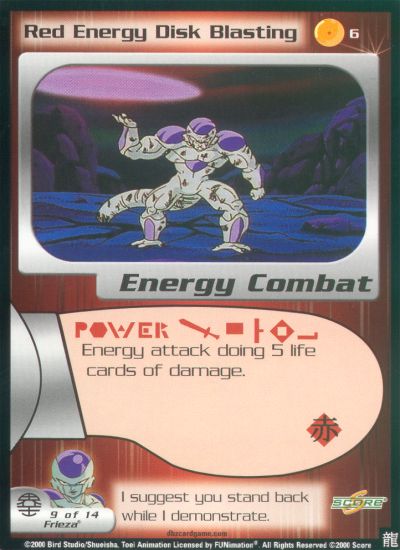 Red Energy Disk Blasting 6
Energy Combat
POWER
Energy attack doing 5 life
cards of damage.
赤
I suggest you stand back
while I demonstrate.
9 of 14
Frieza®
SCORE
dbzcardgame.com
龍
©2000 Bird Studio/Shueisha, Toei Animation Licensed by FUNimation®. All Rights Reserved ©2000 Score